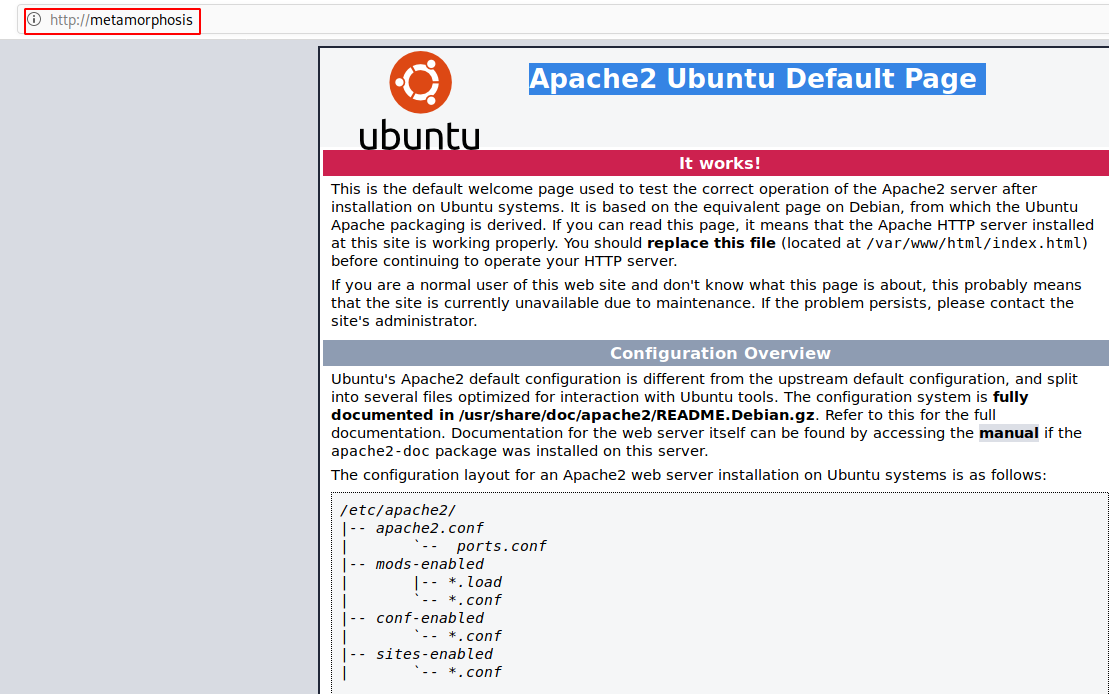 http://metamorphosis
Apache2 Ubuntu Default Page
ubuntu
It works!
This is the default welcome page used to test the correct operation of the Apache2 server after
installation on Ubuntu systems. It is based on the equivalent page on Debian, from which the Ubuntu
Apache packaging is derived. If you can read this page, it means that the Apache HTTP server installed
at this site is working properly. You should replace this file (located at /var/www/html/index.html)
before continuing to operate your HTTP server.
If you are a normal user of this web site and don't know what this page is about, this probably means
that the site is currently unavailable due to maintenance. If the problem persists, please contact the
site's administrator.
Configuration Overview
Ubuntu's Apache2 default configuration is different from the upstream default configuration, and split
into several files optimized for interaction with Ubuntu tools. The configuration system is fully
documented in /usr/share/doc/apache2/README.Debian.gz. Refer to this for the full
documentation. Documentation for the web server itself can be found by accessing the manual if the
apache2-doc package was installed on this server.
The configuration layout for an Apache2 web server installation on Ubuntu systems is as follows:
/etc/apache2/
|-- apache2.conf
|       `--  ports.conf
|-- mods-enabled
|       |-- *.load
|       `-- *.conf
|-- conf-enabled
|       `-- *.conf
|-- sites-enabled
|       `-- *.conf